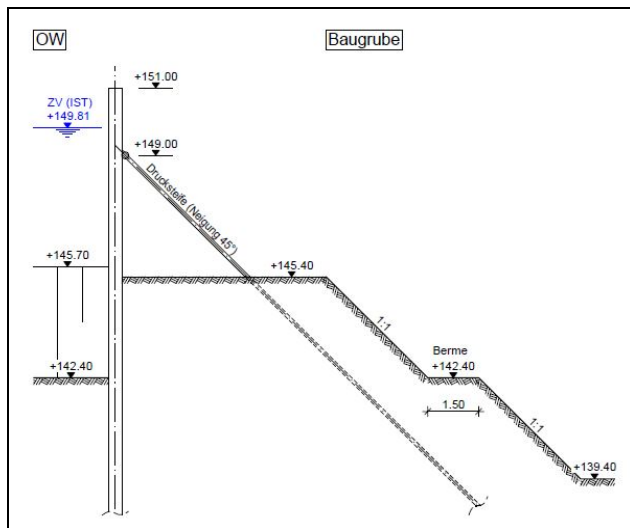 OW
Baugrube
+151.00
ZV (IST)
+149.81
+149.00
Drucksteife (Neigung 45°)
+145.70
+145.40
1:1
Berme
+142.40
+142.40
1.50
1:1
+139.40